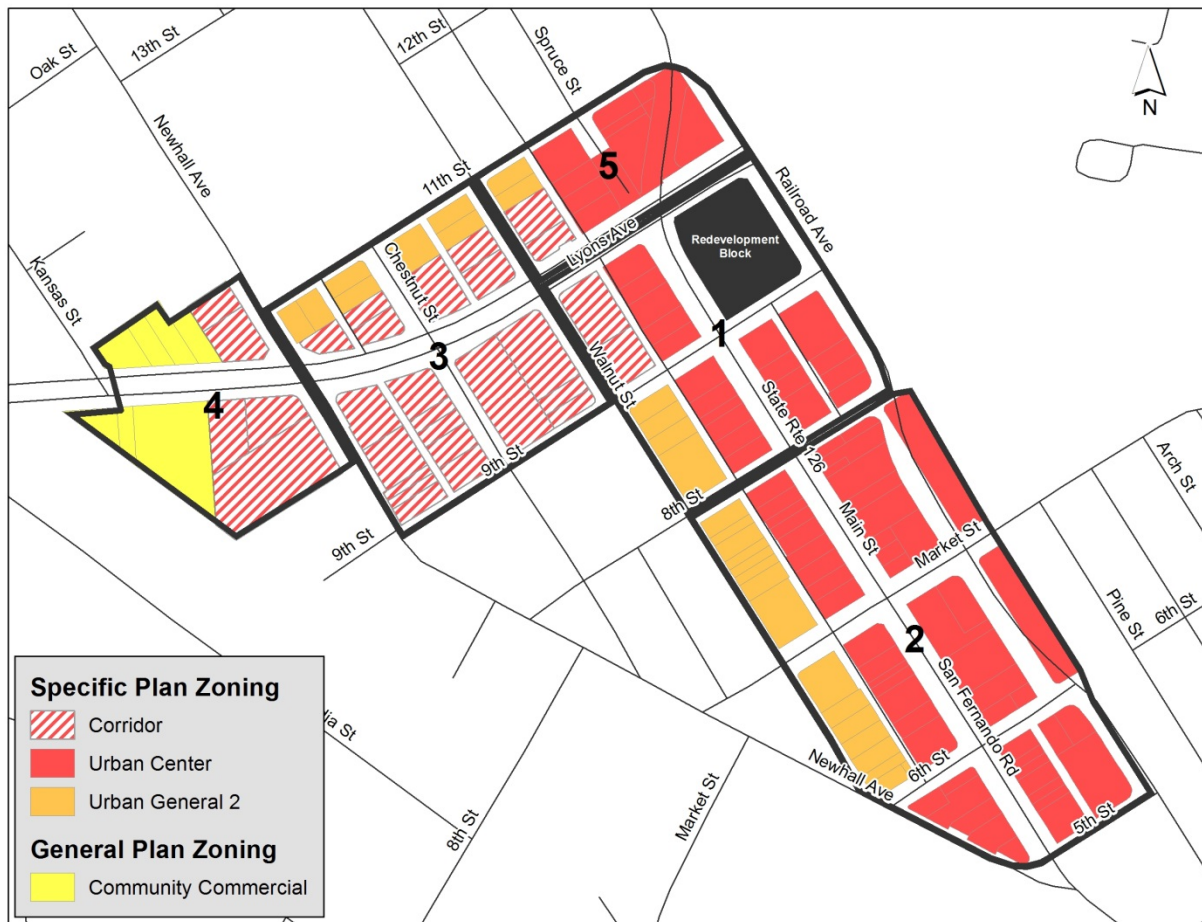 Oak St
13th St
12th St
Spruce St
N
Newhall Ave
11th St
5
Railroad Ave
Lyons Ave
Redevelopment
Block
Kansas St
Chestnut St
1
3
Walnut St
4
State Rte 126
9th St
8th St
9th St
Main St
Market St
Arch St
Pine St
6th St
2
San Fernando Rd
Newhall Ave
6th St
5th St
Market St
8th St
Specific Plan Zoning
Corridor
Urban Center
Urban General 2
General Plan Zoning
Community Commercial